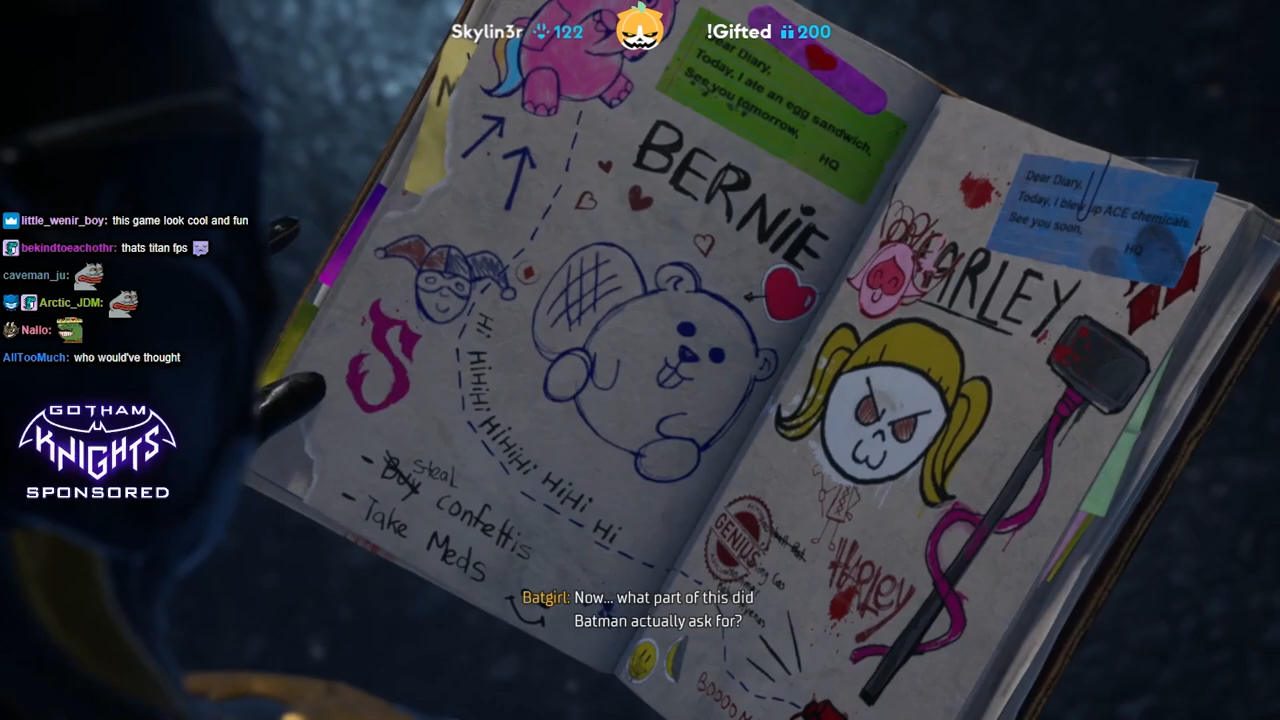 Skylin3r 122
!Gifted 200
Dear Diary,
Today, I ate an egg sandwich.
See you tomorrow,
HQ
BERNIE
Dear Diary,
Today, I blew up ACE chemicals.
See you soon,
HQ
HARLEY
little_wenir_boy: this game look cool and fun
bekindtoeachothr: thats titan fps
caveman_ju:
Arctic_JDM:
Nallo:
AllTooMuch: who would've thought
GOTHAM
KNIGHTS
SPONSORED
Hi HiHiHi HiHiHi HiHi Hi
- Buy steal confettis
- Take Meds
GENIUS
HARLEY
Batgirl: Now... what part of this did
Batman actually ask for?